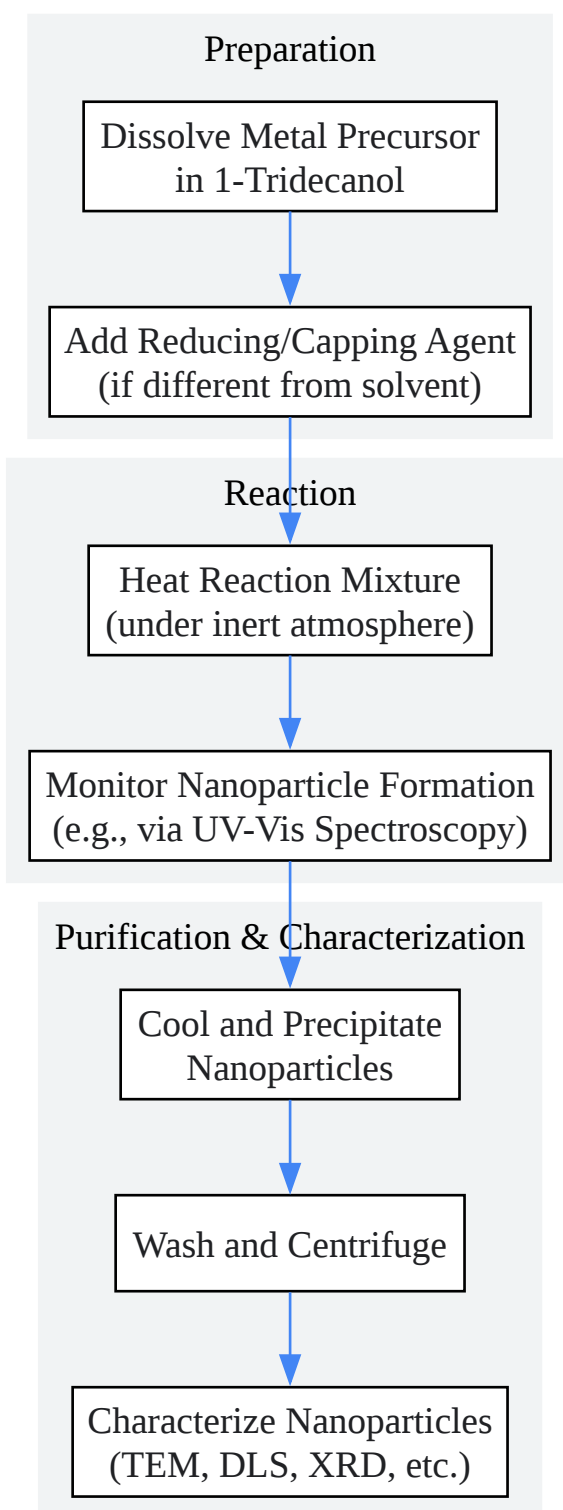 Preparation
Dissolve Metal Precursor
in 1-Tridecanol
Add Reducing/Capping Agent
(if different from solvent)
Reaction
Heat Reaction Mixture
(under inert atmosphere)
Monitor Nanoparticle Formation
(e.g., via UV-Vis Spectroscopy)
Purification & Characterization
Cool and Precipitate
Nanoparticles
Wash and Centrifuge
Characterize Nanoparticles
(TEM, DLS, XRD, etc.)